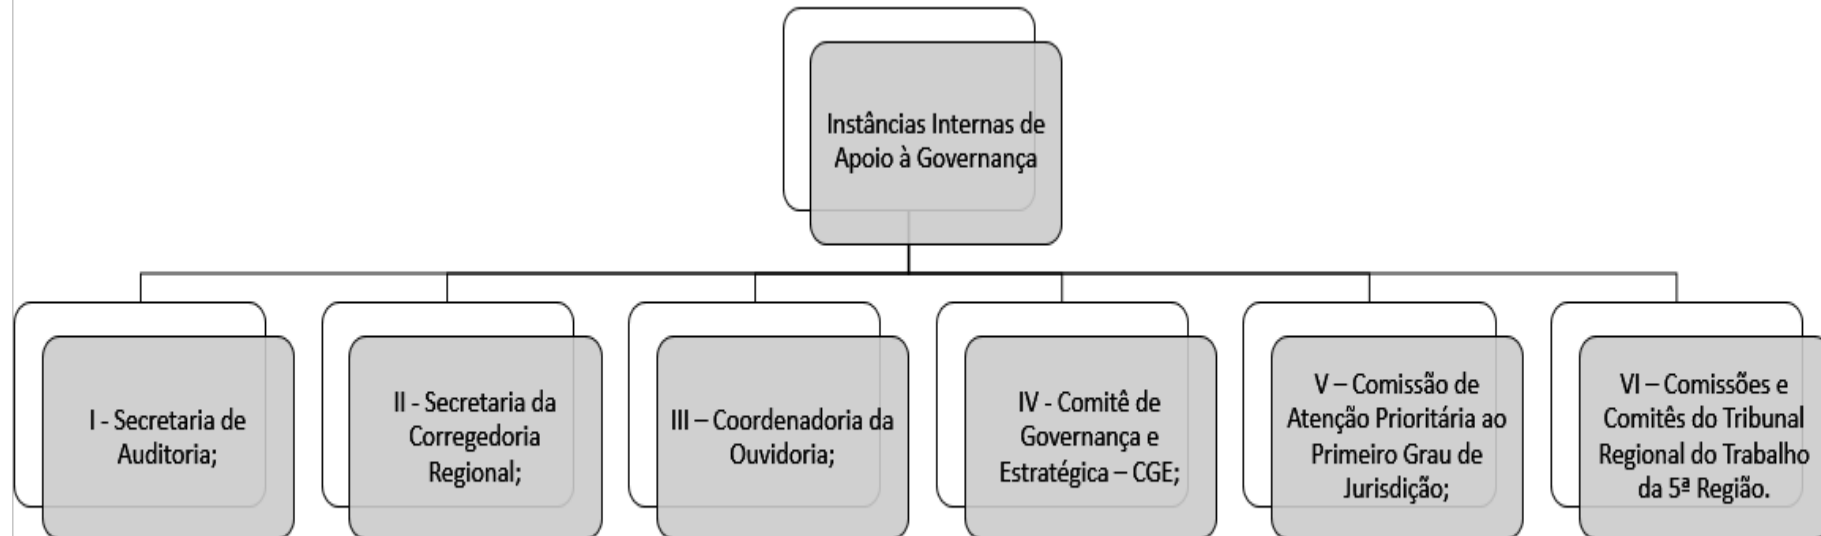 Instâncias Internas de
Apoio à Governança
I - Secretaria de
Auditoria;
II - Secretaria da
Corregedoria
Regional;
III – Coordenadoria da
Ouvidoria;
IV - Comitê de
Governança e
Estratégica – CGE;
V – Comissão de
Atenção Prioritária ao
Primeiro Grau de
Jurisdição;
VI – Comissões e
Comitês do Tribunal
Regional do Trabalho
da 5ª Região.